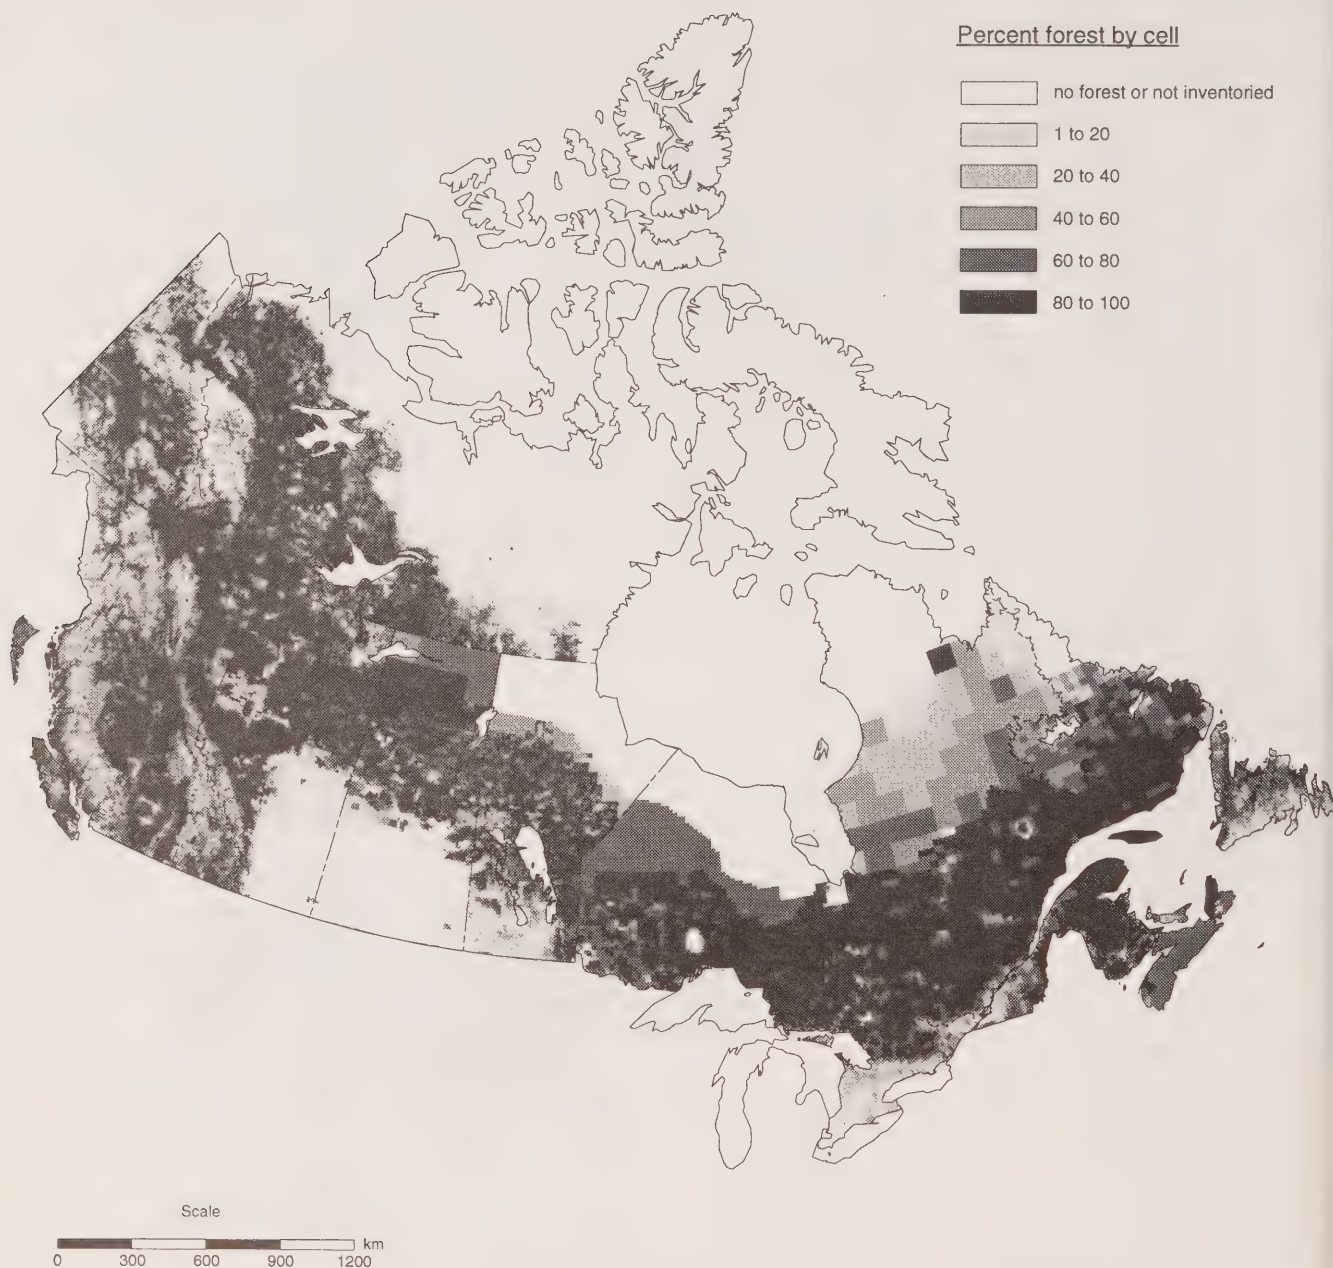 Percent forest by cell
no forest or not inventoried
1 to 20
20 to 40
40 to 60
60 to 80
80 to 100
Scale
km
0 300 600 900 1200